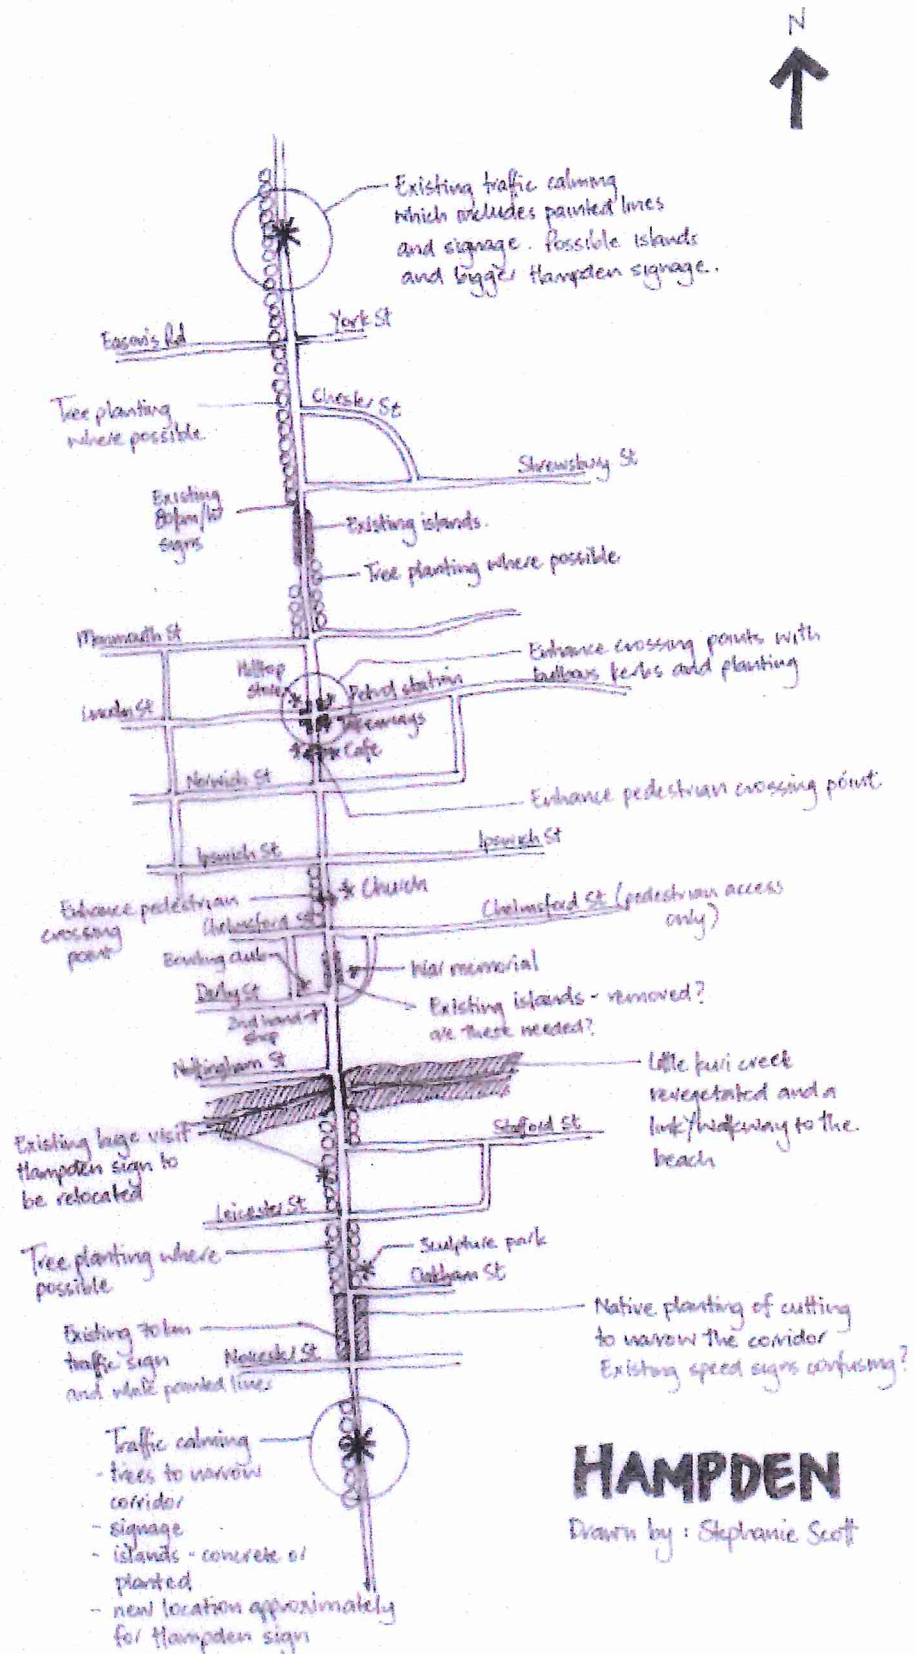 N
Existing traffic calming
which includes painted lines
and signage. Possible islands
and bigger Hampden signage.
York St
Eason's Rd
Chester St
Tree planting
where possible
Shrewsbury St
Existing
80km/hr
signs
Existing islands.
Tree planting where possible
Monmouth St
Enhance crossing points with
kerbs and planting
Hilltop
store
Petrol station
Lincoln St
Cafe
Norwich St
Enhance pedestrian crossing point.
Ipswich St
Ipswich St
Church
Enhance pedestrian
crossing
point
Chelmsford St
Chelmsford St (pedestrian access
only)
Bowling club
War memorial
Derby St
Existing islands - removed?
are these needed?
2nd hand
shop
Nottingham St
Little kuri creek
revegetated and a
link/walkway to the
beach
Stafford St
Existing huge visit
Hampden sign to
be relocated
Leicester St
Tree planting where
possible
Sculpture park
Oakham St
Native planting of cutting
to narrow the corridor
Existing speed signs confusing?
Existing 70km
traffic sign
and white painted lines
Traffic calming
- trees to narrow
corridor
- signage
- islands - concrete or
planted
- new location approximately
for Hampden sign
HAMPDEN
Drawn by: Stephanie Scott